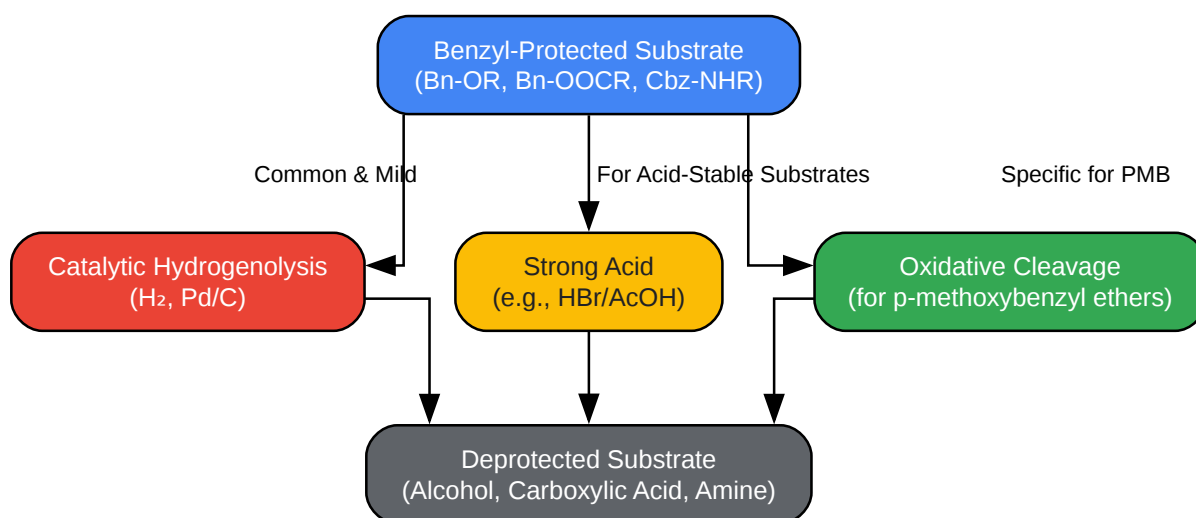 Benzyl-Protected Substrate
(Bn-OR, Bn-OOCR, Cbz-NHR)
Common & Mild
For Acid-Stable Substrates
Specific for PMB
Catalytic Hydrogenolysis
(H₂, Pd/C)
Strong Acid
(e.g., HBr/AcOH)
Oxidative Cleavage
(for p-methoxybenzyl ethers)
Deprotected Substrate
(Alcohol, Carboxylic Acid, Amine)